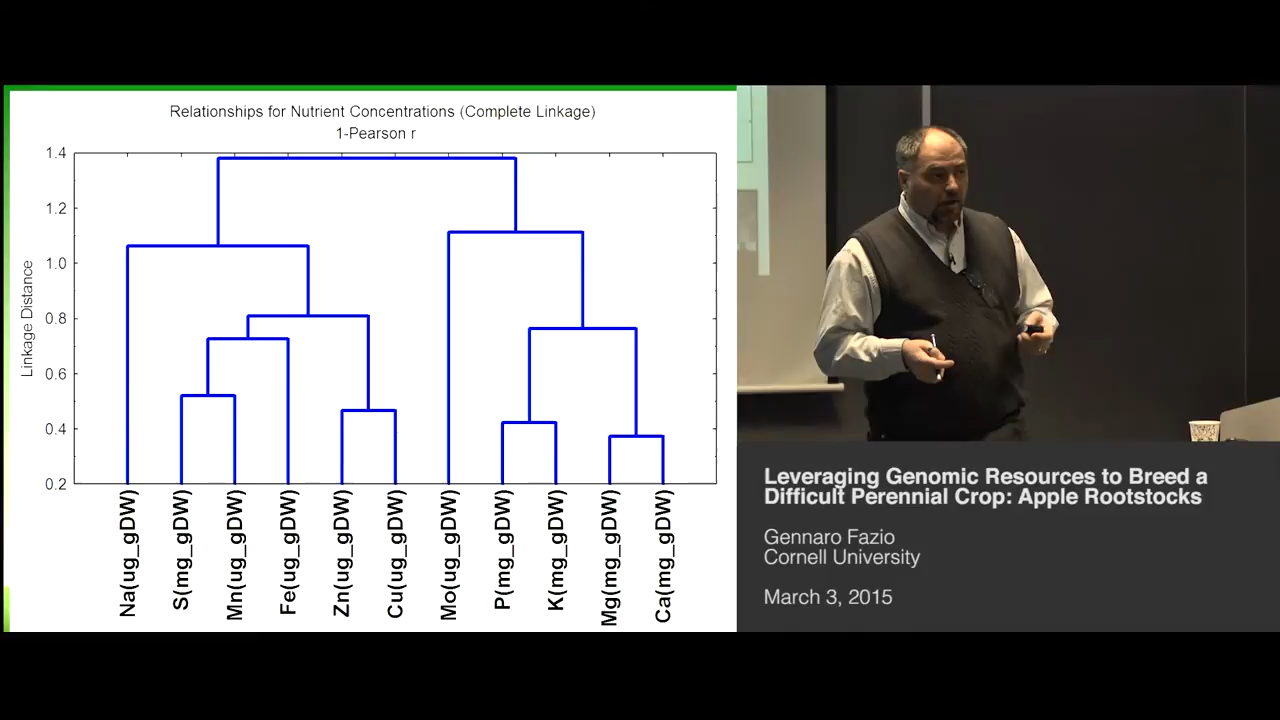 Relationships for Nutrient Concentrations (Complete Linkage)
1-Pearson r
1.4
1.2
1.0
0.8
0.6
0.4
0.2
Linkage Distance
Na(ug_gDW)
S(mg_gDW)
Mn(ug_gDW)
Fe(ug_gDW)
Zn(ug_gDW)
Cu(ug_gDW)
Mo(ug_gDW)
P(mg_gDW)
K(mg_gDW)
Mg(mg_gDW)
Ca(mg_gDW)
Leveraging Genomic Resources to Breed a
Difficult Perennial Crop: Apple Rootstocks
Gennaro Fazio
Cornell University
March 3, 2015